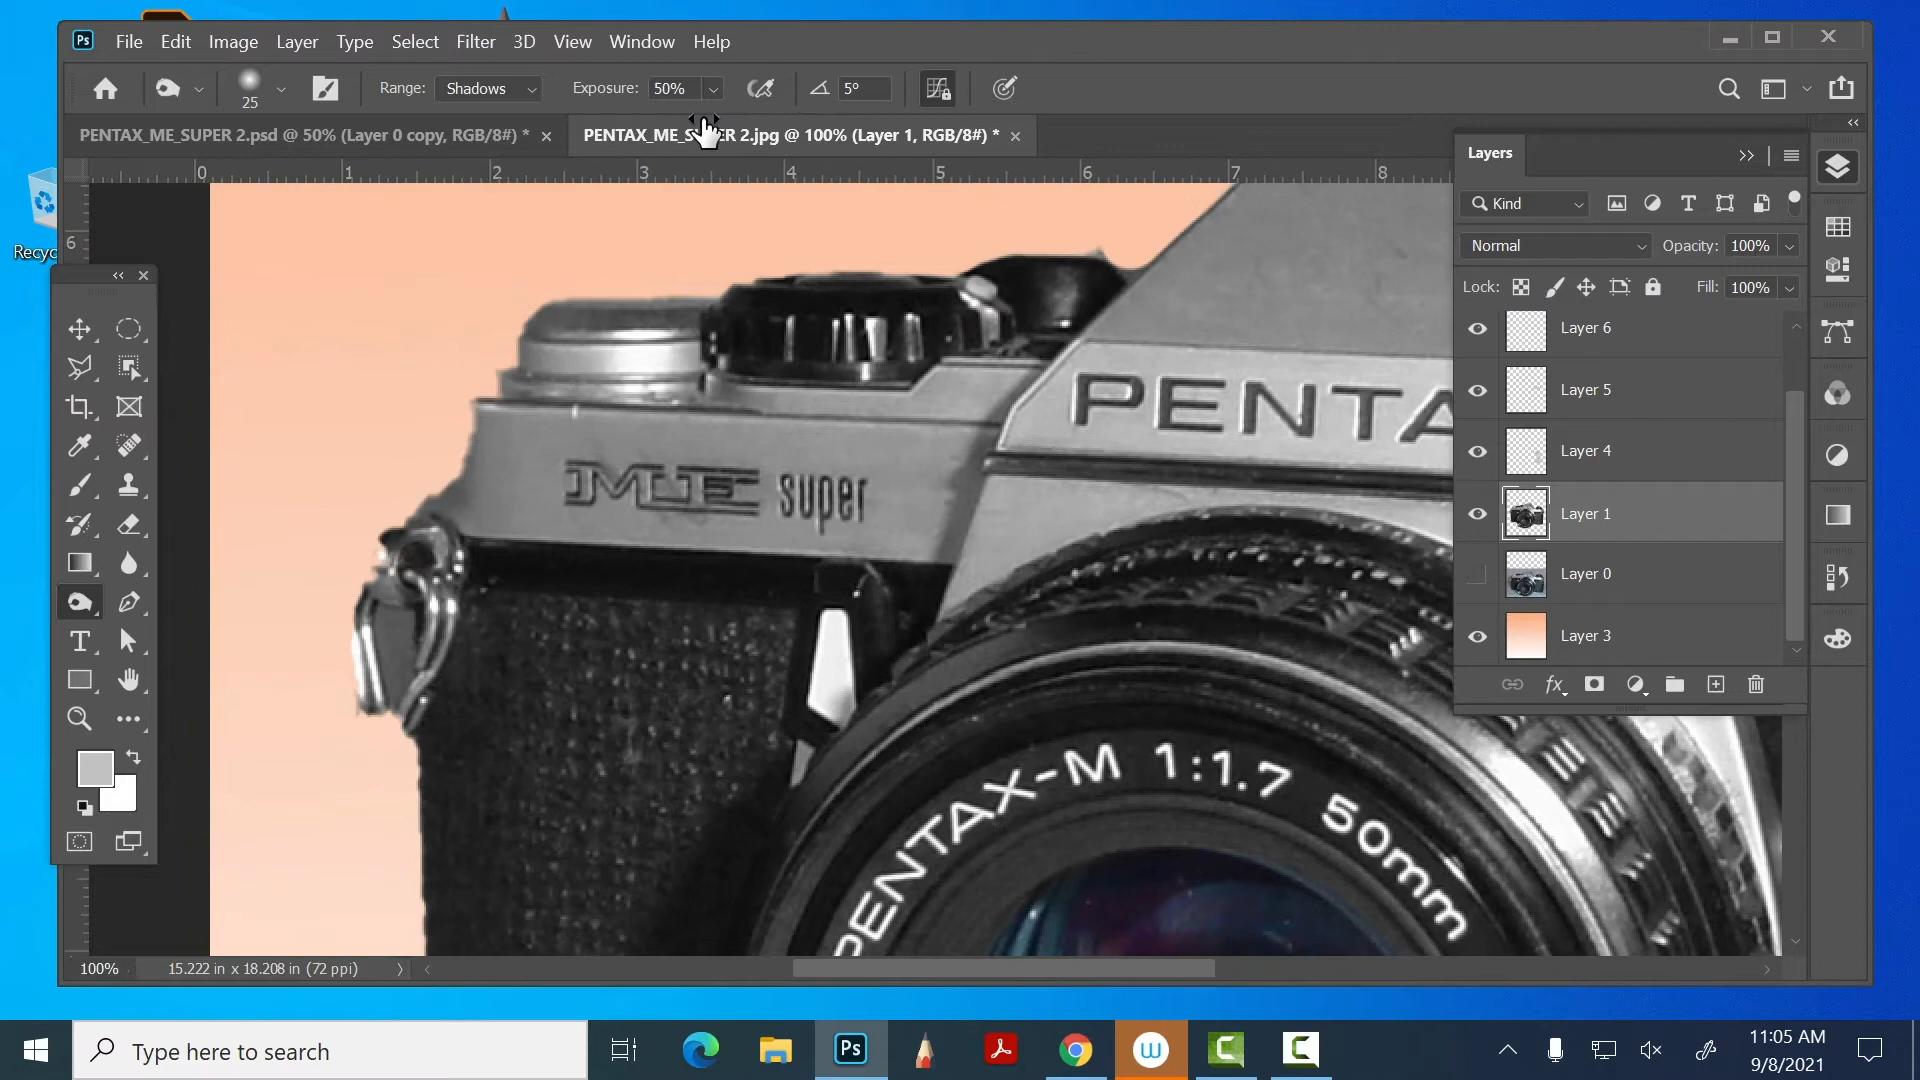 Ps File Edit Image Layer Type Select Filter 3D View Window Help
25 Range: Shadows Exposure: 50% 5°
PENTAX_ME_SUPER 2.psd @ 50% (Layer 0 copy, RGB/8#) * PENTAX_ME_SUPER 2.jpg @ 100% (Layer 1, RGB/8#) *
0 1 2 3 4 5 6 7 8
6
Recyc
Layers
Kind
Normal Opacity: 100%
Lock: Fill: 100%
Layer 6
Layer 5
Layer 4
Layer 1
Layer 0
Layer 3
PENTA
ME super
PENTAX-M 1:1.7 50mm
100% 15.222 in x 18.208 in (72 ppi)
Type here to search
Ps
11:05 AM
9/8/2021